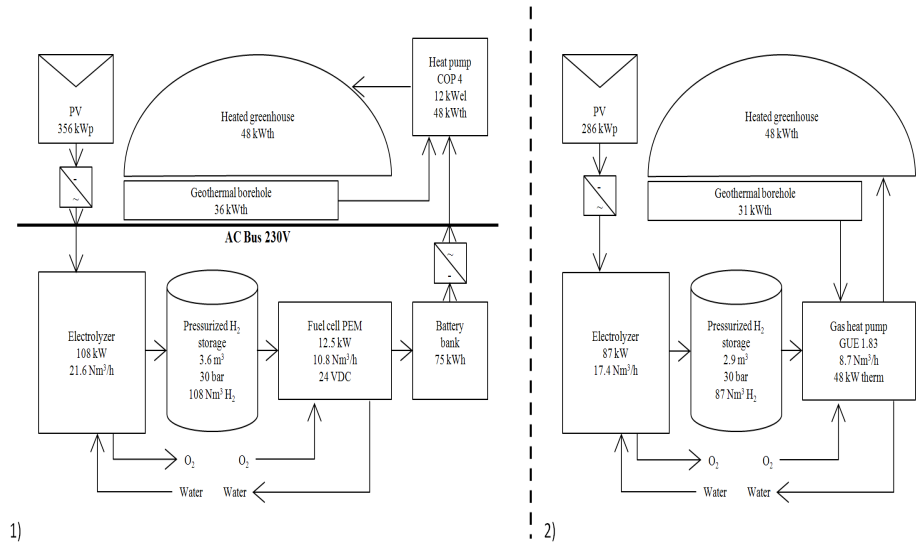 PV
356 kWp
-
~
Heated greenhouse
48 kWth
Heat pump
COP 4
12 kWel
48 kWth
Geothermal borehole
36 kWth
AC Bus 230V
~
-
Electrolyzer
108 kW
21.6 Nm³/h
Pressurized H₂
storage
3.6 m³
30 bar
108 Nm³ H₂
Fuel cell PEM
12.5 kW
10.8 Nm³/h
24 VDC
Battery
bank
75 kWh
O₂
O₂
Water
Water
1)
PV
286 kWp
-
~
Heated greenhouse
48 kWth
Geothermal borehole
31 kWth
Electrolyzer
87 kW
17.4 Nm³/h
Pressurized H₂
storage
2.9 m³
30 bar
87 Nm³ H₂
Gas heat pump
GUE 1.83
8.7 Nm³/h
48 kW therm
O₂
O₂
Water
Water
2)